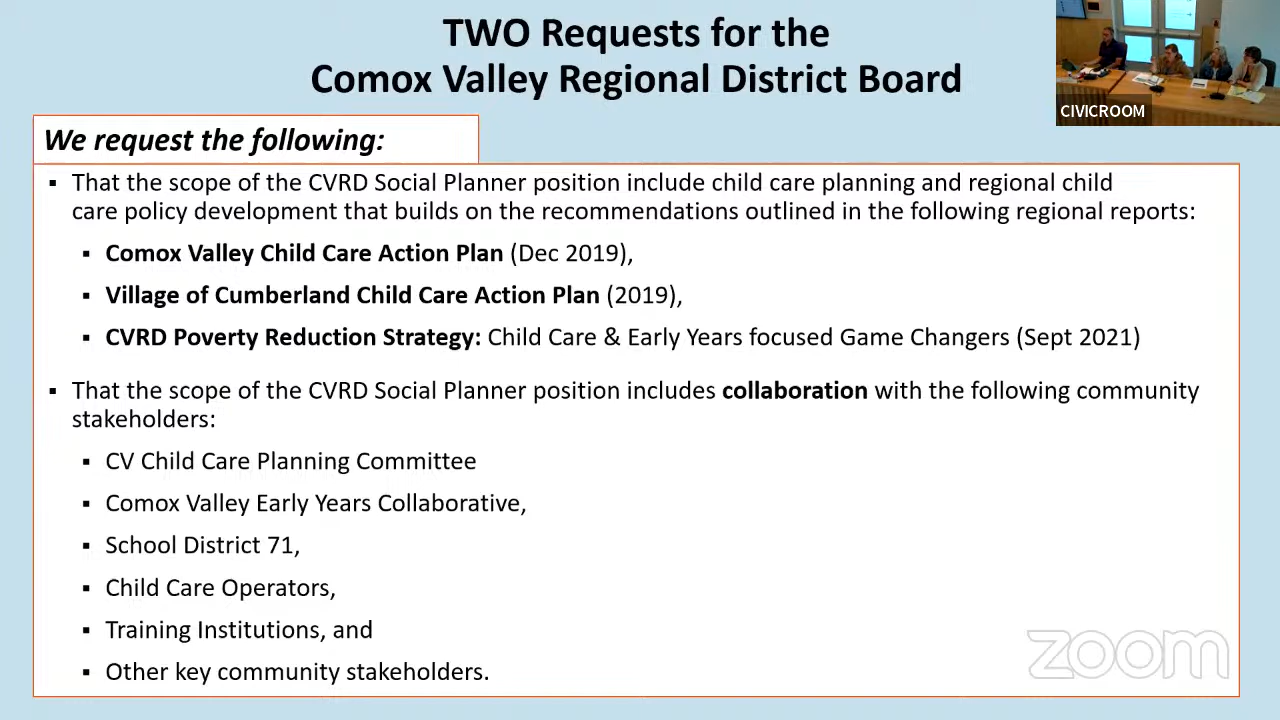 TWO Requests for the
Comox Valley Regional District Board
CIVICROOM
We request the following:
▪ That the scope of the CVRD Social Planner position include child care planning and regional child
care policy development that builds on the recommendations outlined in the following regional reports:
▪ Comox Valley Child Care Action Plan (Dec 2019),
▪ Village of Cumberland Child Care Action Plan (2019),
▪ CVRD Poverty Reduction Strategy: Child Care & Early Years focused Game Changers (Sept 2021)
▪ That the scope of the CVRD Social Planner position includes collaboration with the following community
stakeholders:
▪ CV Child Care Planning Committee
▪ Comox Valley Early Years Collaborative,
▪ School District 71,
▪ Child Care Operators,
▪ Training Institutions, and
▪ Other key community stakeholders.
zoom